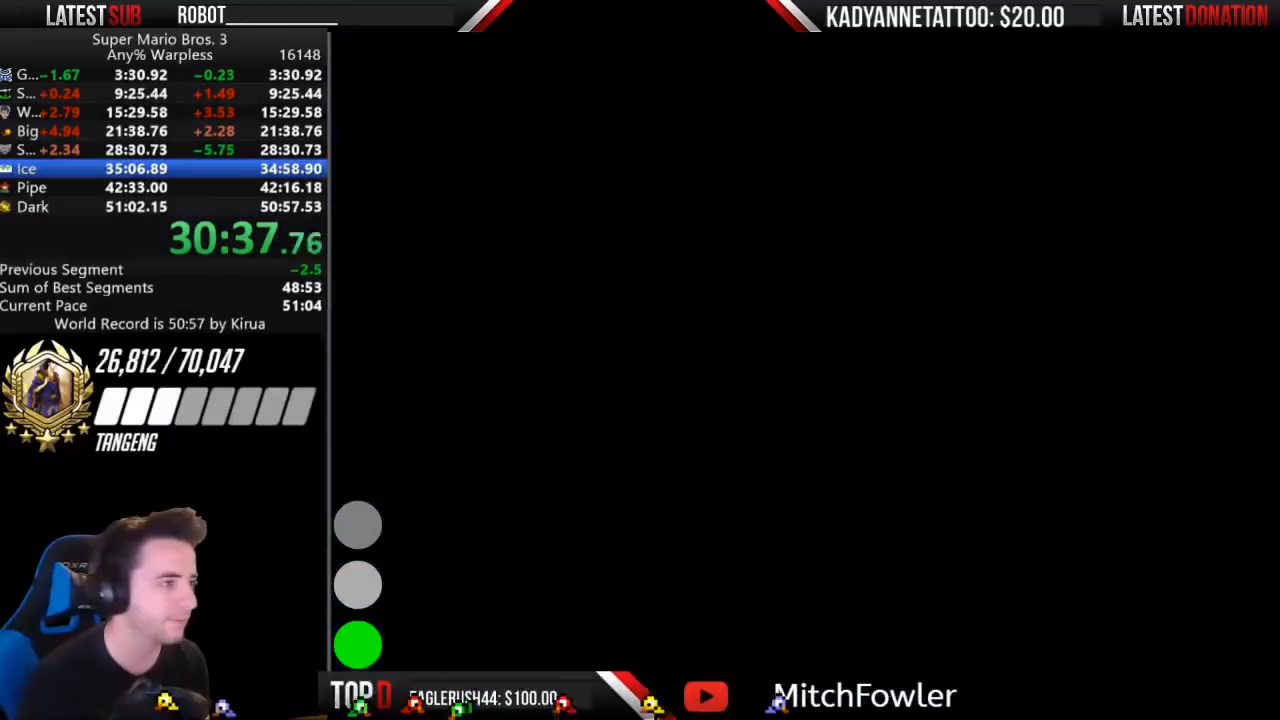 LATEST SUB
ROBOT_
KADYANNETATTOO: $20.00
LATEST DONATION
Super Mario Bros. 3
Any% Warpless 16148
G... −1.67 3:30.92 −0.23 3:30.92
S... +0.24 9:25.44 +1.49 9:25.44
W... +2.79 15:29.58 +3.53 15:29.58
Big +4.94 21:38.76 +2.28 21:38.76
S... +2.34 28:30.73 −5.75 28:30.73
Ice 35:06.89 34:58.90
Pipe 42:33.00 42:16.18
Dark 51:02.15 50:57.53
30:37.76
Previous Segment −2.5
Sum of Best Segments 48:53
Current Pace 51:04
World Record is 50:57 by Kirua
26,812 / 70,047
TANGENG
TOP D
EAGLERUSH44: $100.00
MitchFowler